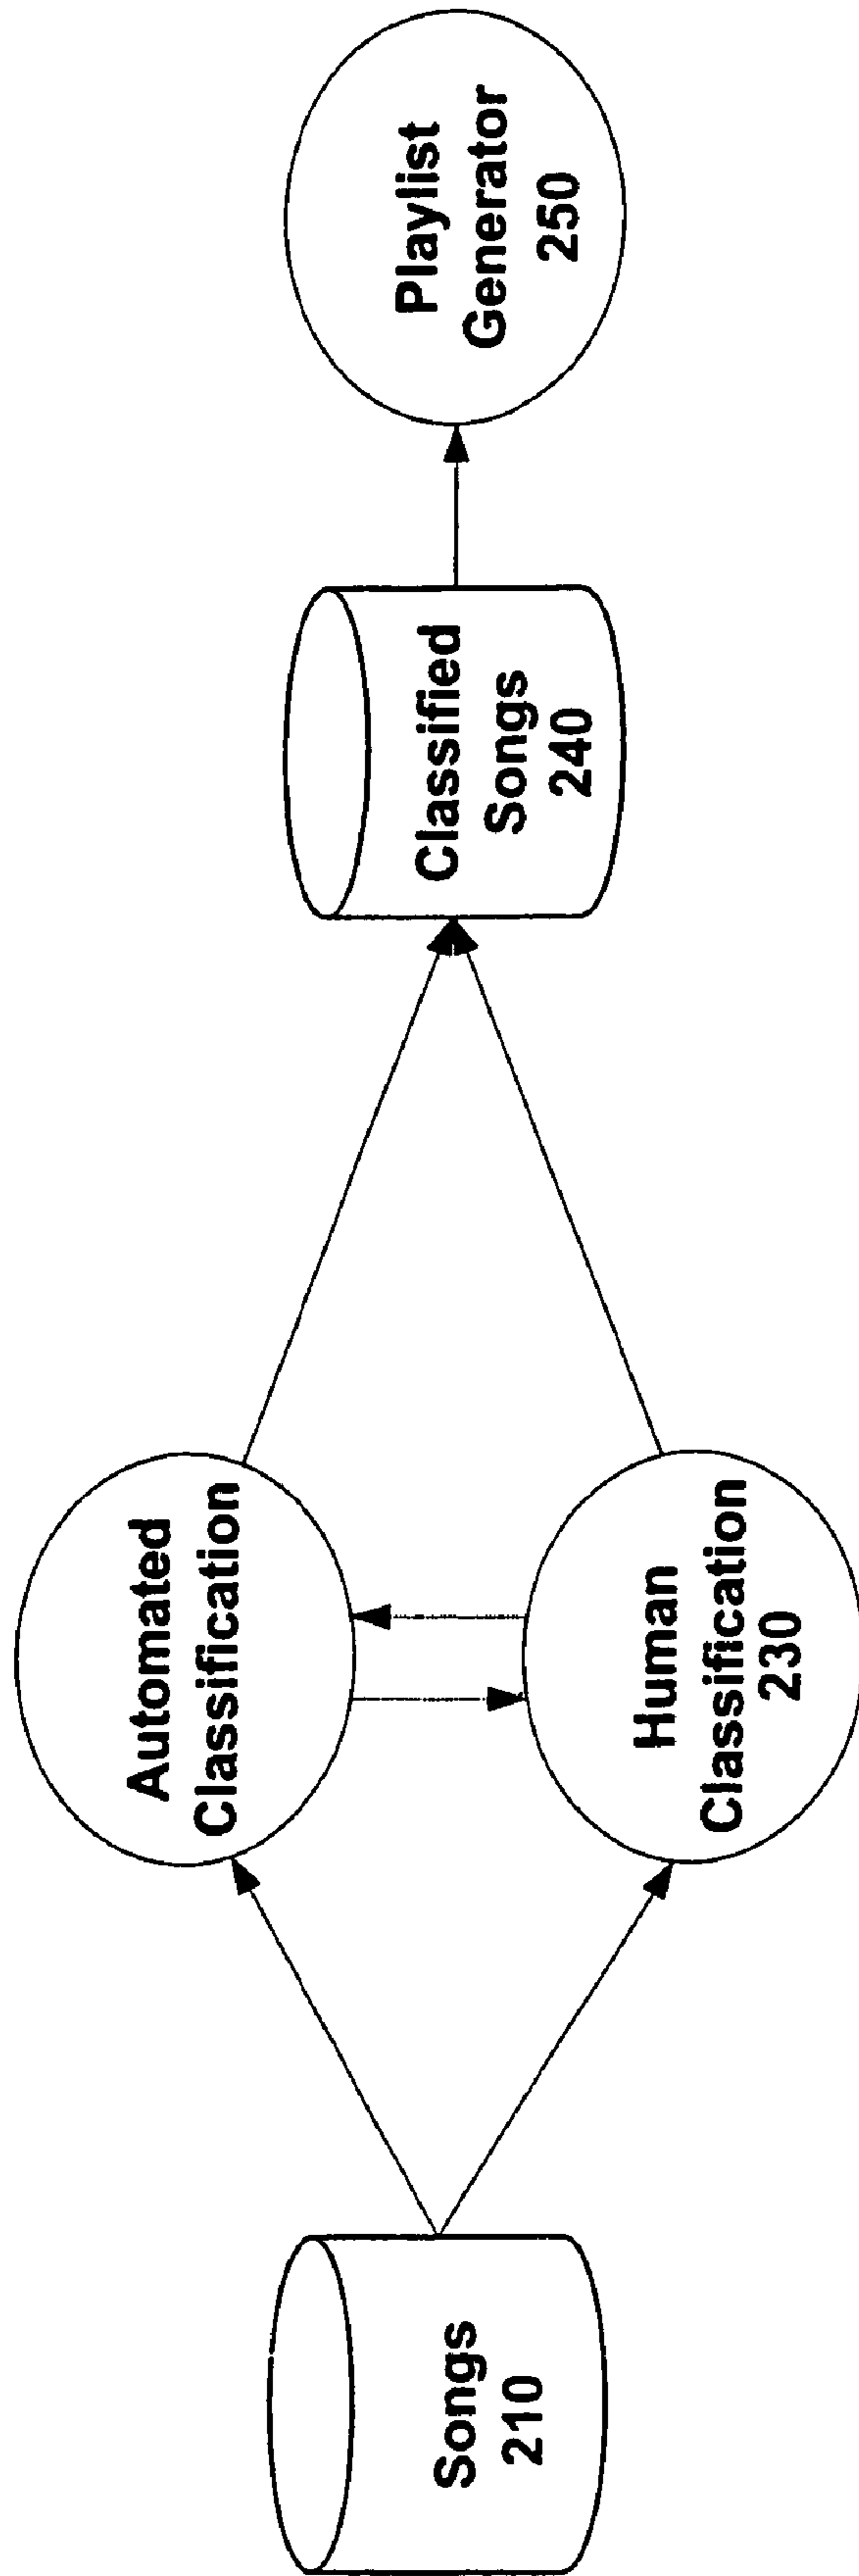 Songs
210
Automated
Classification
Human
Classification
230
Classified
Songs
240
Playlist
Generator
250